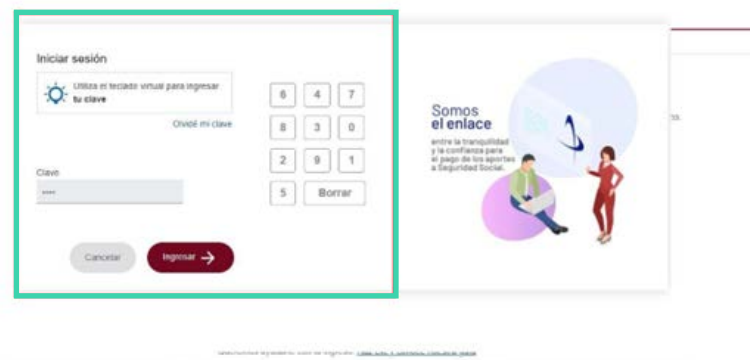 Iniciar sesión
Utiliza el teclado virtual para ingresar
tu clave
Olvidé mi clave
6 4 7
8 3 0
2 9 1
5 Borrar
Clave
****
Cancelar
Ingresar →
Somos
el enlace
entre la tranquilidad
y la confianza para
el pago de los aportes
a Seguridad Social.